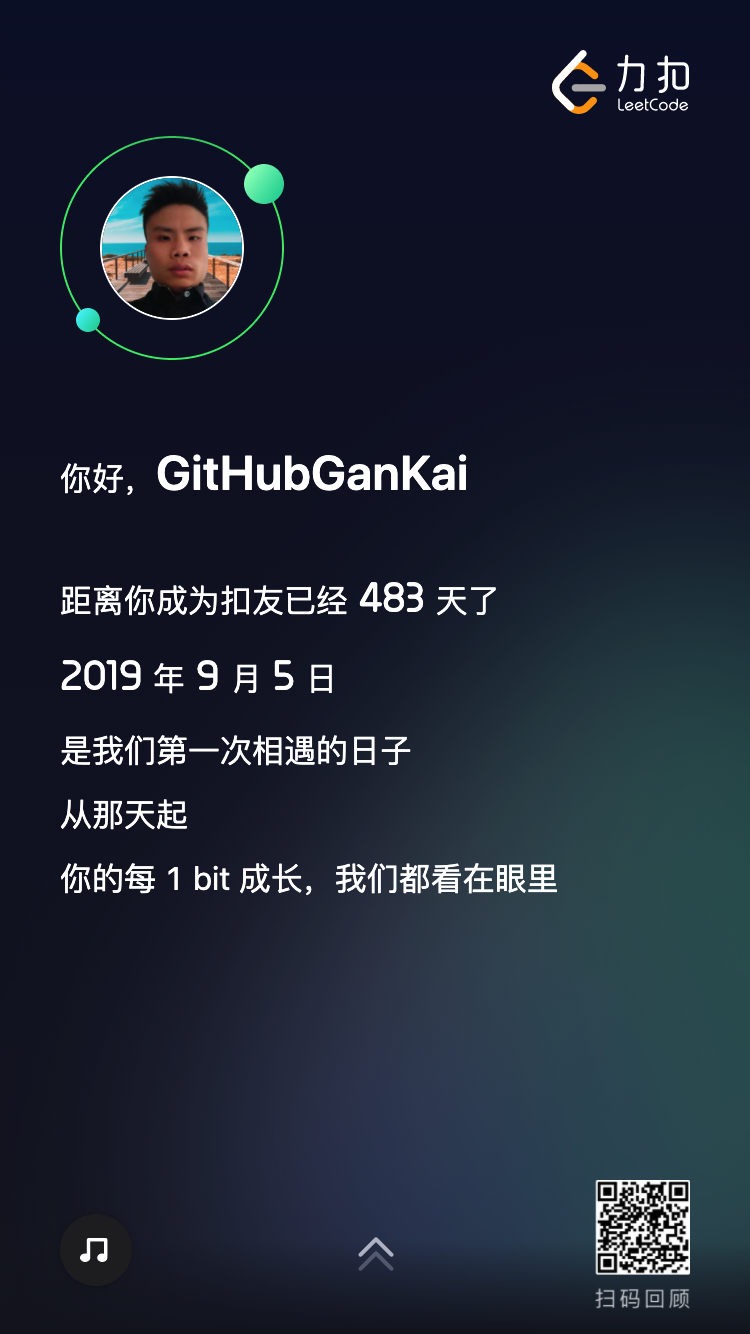 力扣
LeetCode
你好，GitHubGanKai
距离你成为扣友已经 483 天了
2019 年 9 月 5 日
是我们第一次相遇的日子
从那天起
你的每 1 bit 成长，我们都看在眼里
扫码回顾